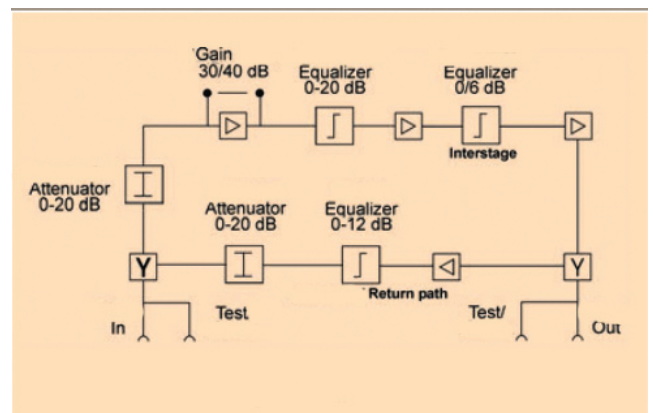 Gain
30/40 dB
Equalizer
0-20 dB
Equalizer
0/6 dB
Interstage
Attenuator
0-20 dB
Attenuator
0-20 dB
Equalizer
0-12 dB
Y
Y
Return path
In
Test
Test/
Out